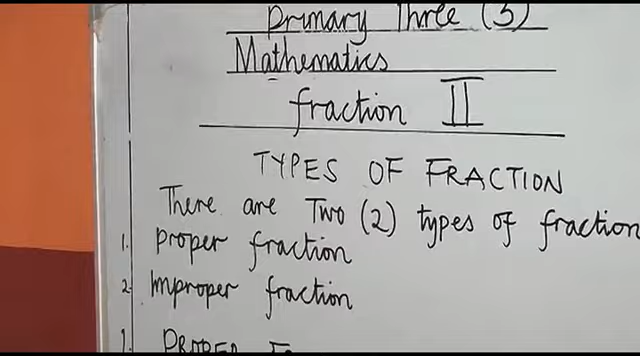 Primary Three (3)
Mathematics
fraction II
TYPES OF FRACTION
There are Two (2) types of fraction
1. Proper fraction
2. Improper fraction
1. PROPER